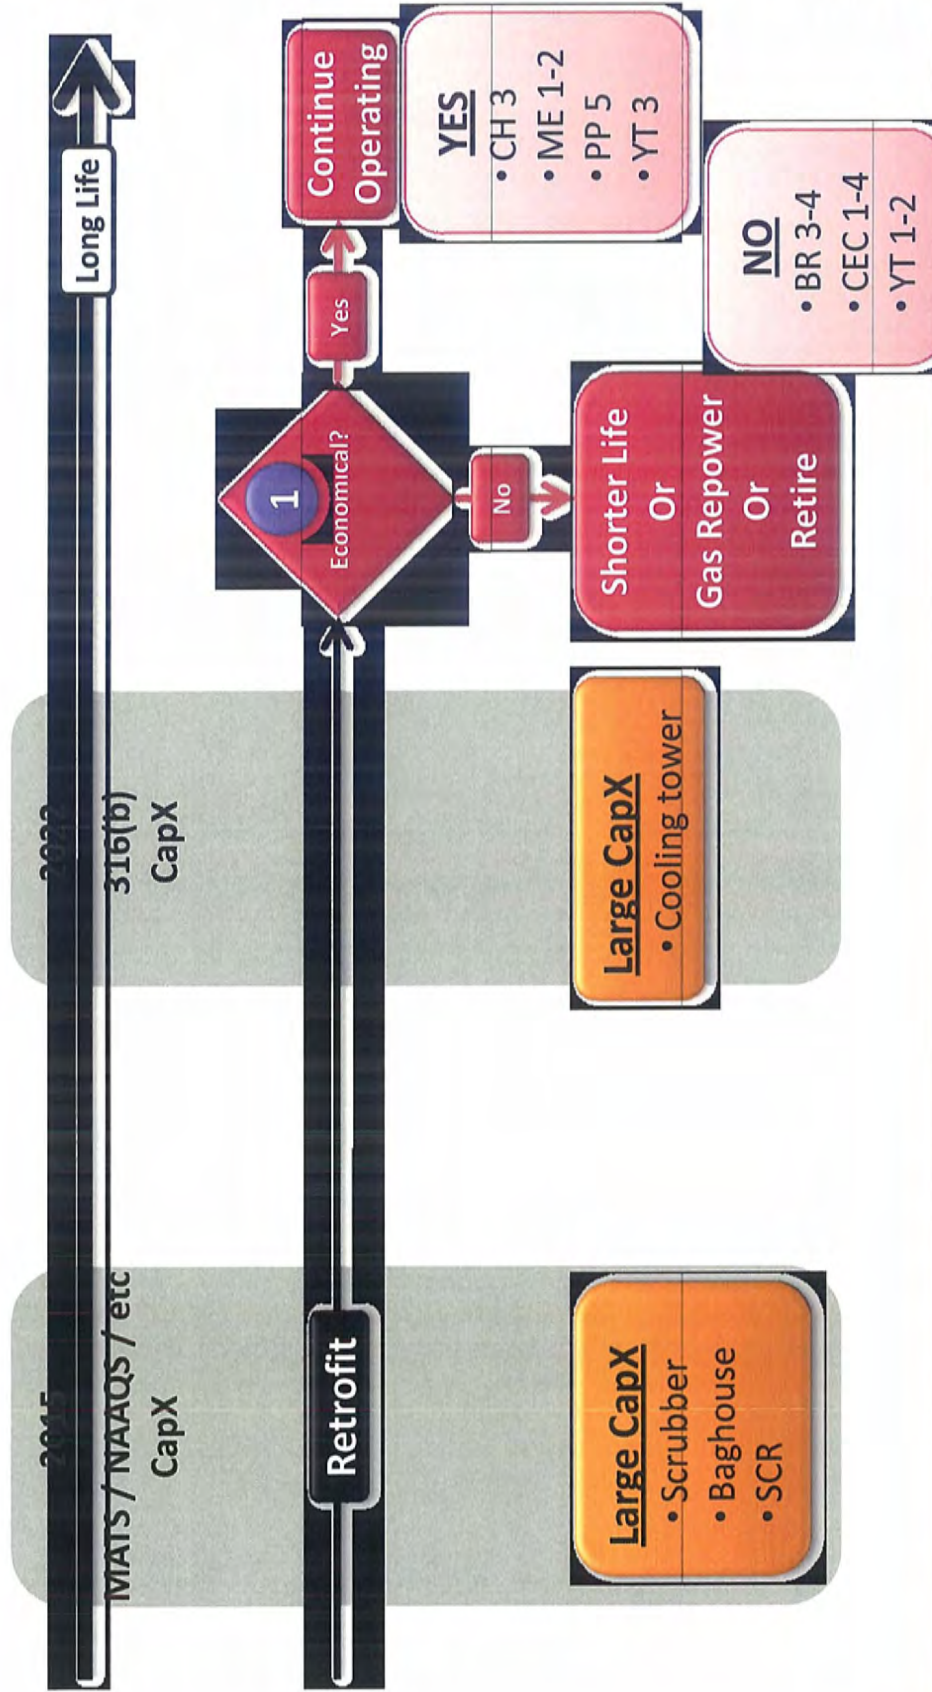 Long Life
2015
MATS / NAAQS / etc
CapX
2022
316(b)
CapX
Retrofit
1
Economical?
Yes
Continue
Operating
YES
• CH 3
• ME 1-2
• PP 5
• YT 3
No
Shorter Life
Or
Gas Repower
Or
Retire
NO
• BR 3-4
• CEC 1-4
• YT 1-2
Large CapX
• Scrubber
• Baghouse
• SCR
Large CapX
• Cooling tower